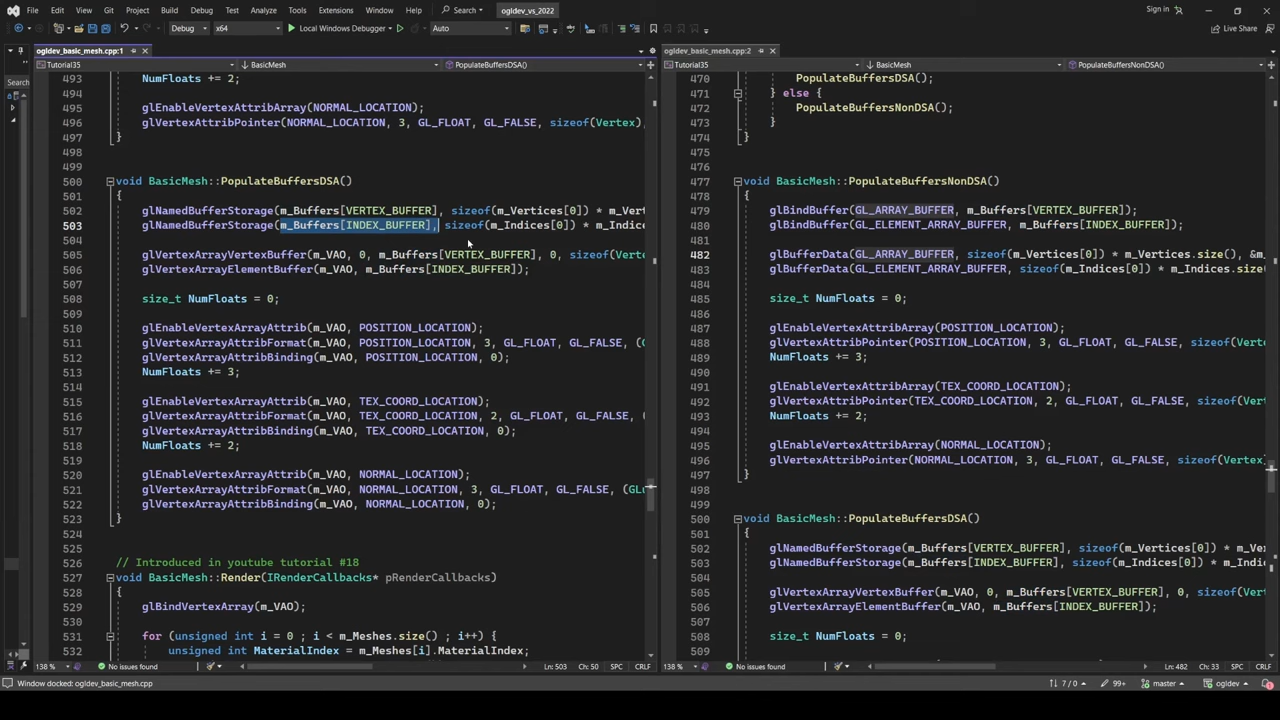 File Edit View Git Project Build Debug Test Analyze Tools Extensions Window Help Search ogldev_vs_2022 Sign in
Debug x64 Local Windows Debugger Auto Live Share
ogldev_basic_mesh.cpp:1
Tutorial35 BasicMesh PopulateBuffersDSA()
Search
493 NumFloats += 2;
494
495 glEnableVertexAttribArray(NORMAL_LOCATION);
496 glVertexAttribPointer(NORMAL_LOCATION, 3, GL_FLOAT, GL_FALSE, sizeof(Vertex),
497 }
498
499
500 void BasicMesh::PopulateBuffersDSA()
501 {
502 glNamedBufferStorage(m_Buffers[VERTEX_BUFFER], sizeof(m_Vertices[0]) * m_Vert
503 glNamedBufferStorage(m_Buffers[INDEX_BUFFER], sizeof(m_Indices[0]) * m_Indice
504
505 glVertexArrayVertexBuffer(m_VAO, 0, m_Buffers[VERTEX_BUFFER], 0, sizeof(Verte
506 glVertexArrayElementBuffer(m_VAO, m_Buffers[INDEX_BUFFER]);
507
508 size_t NumFloats = 0;
509
510 glEnableVertexArrayAttrib(m_VAO, POSITION_LOCATION);
511 glVertexArrayAttribFormat(m_VAO, POSITION_LOCATION, 3, GL_FLOAT, GL_FALSE, (G
512 glVertexArrayAttribBinding(m_VAO, POSITION_LOCATION, 0);
513 NumFloats += 3;
514
515 glEnableVertexArrayAttrib(m_VAO, TEX_COORD_LOCATION);
516 glVertexArrayAttribFormat(m_VAO, TEX_COORD_LOCATION, 2, GL_FLOAT, GL_FALSE, (
517 glVertexArrayAttribBinding(m_VAO, TEX_COORD_LOCATION, 0);
518 NumFloats += 2;
519
520 glEnableVertexArrayAttrib(m_VAO, NORMAL_LOCATION);
521 glVertexArrayAttribFormat(m_VAO, NORMAL_LOCATION, 3, GL_FLOAT, GL_FALSE, (GLu
522 glVertexArrayAttribBinding(m_VAO, NORMAL_LOCATION, 0);
523 }
524
525
526 // Introduced in youtube tutorial #18
527 void BasicMesh::Render(IRenderCallbacks* pRenderCallbacks)
528 {
529 glBindVertexArray(m_VAO);
530
531 for (unsigned int i = 0 ; i < m_Meshes.size() ; i++) {
532 unsigned int MaterialIndex = m_Meshes[i].MaterialIndex;
138 % No issues found Ln: 503 Ch: 50 SPC CRLF
ogldev_basic_mesh.cpp:2
Tutorial35 BasicMesh PopulateBuffersNonDSA()
470 PopulateBuffersDSA();
471 } else {
472 PopulateBuffersNonDSA();
473 }
474 }
475
476
477 void BasicMesh::PopulateBuffersNonDSA()
478 {
479 glBindBuffer(GL_ARRAY_BUFFER, m_Buffers[VERTEX_BUFFER]);
480 glBindBuffer(GL_ELEMENT_ARRAY_BUFFER, m_Buffers[INDEX_BUFFER]);
482 glBufferData(GL_ARRAY_BUFFER, sizeof(m_Vertices[0]) * m_Vertices.size(), &m_
483 glBufferData(GL_ELEMENT_ARRAY_BUFFER, sizeof(m_Indices[0]) * m_Indices.size(
484
485 size_t NumFloats = 0;
486
487 glEnableVertexAttribArray(POSITION_LOCATION);
488 glVertexAttribPointer(POSITION_LOCATION, 3, GL_FLOAT, GL_FALSE, sizeof(Verte
489 NumFloats += 3;
490
491 glEnableVertexAttribArray(TEX_COORD_LOCATION);
492 glVertexAttribPointer(TEX_COORD_LOCATION, 2, GL_FLOAT, GL_FALSE, sizeof(Vert
493 NumFloats += 2;
494
495 glEnableVertexAttribArray(NORMAL_LOCATION);
496 glVertexAttribPointer(NORMAL_LOCATION, 3, GL_FLOAT, GL_FALSE, sizeof(Vertex)
497 }
498
499
500 void BasicMesh::PopulateBuffersDSA()
501 {
502 glNamedBufferStorage(m_Buffers[VERTEX_BUFFER], sizeof(m_Vertices[0]) * m_Ver
503 glNamedBufferStorage(m_Buffers[INDEX_BUFFER], sizeof(m_Indices[0]) * m_Indic
504
505 glVertexArrayVertexBuffer(m_VAO, 0, m_Buffers[VERTEX_BUFFER], 0, sizeof(Vert
506 glVertexArrayElementBuffer(m_VAO, m_Buffers[INDEX_BUFFER]);
507
508 size_t NumFloats = 0;
509
138 % No issues found Ln: 482 Ch: 33 SPC CRLF
Window docked: ogldev_basic_mesh.cpp 7 / 0 99+ master ogldev